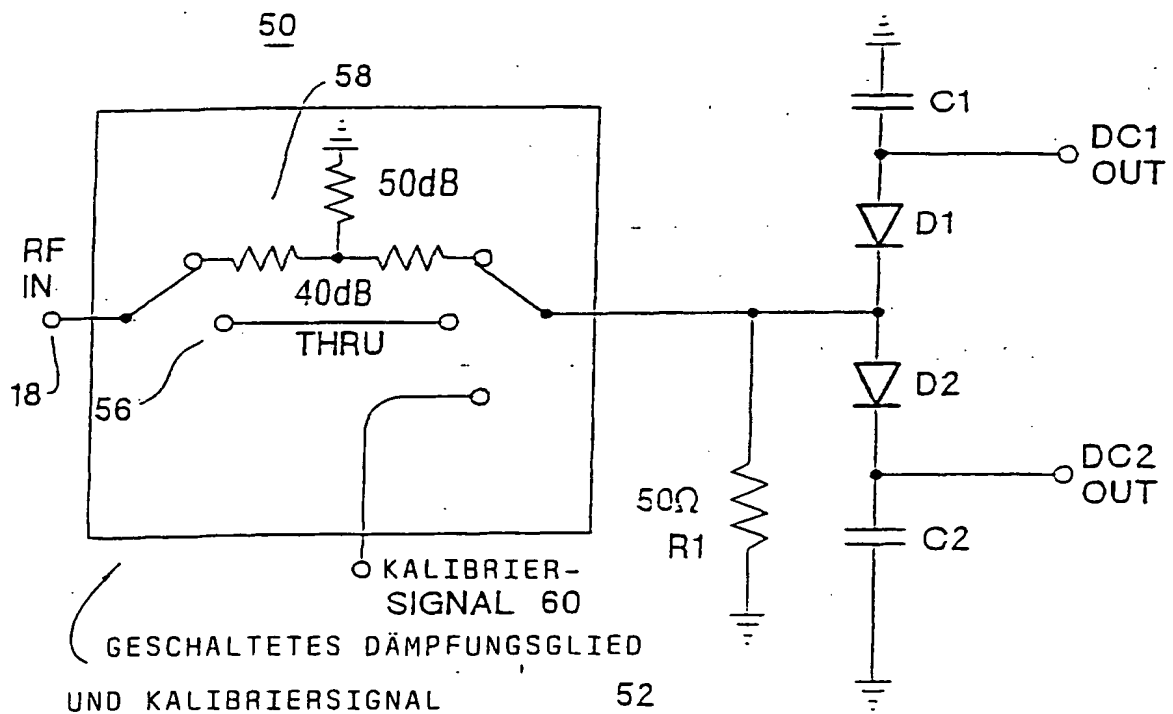 50
58
C1
DC1
OUT
50dB
D1
RF
IN
40dB
THRU
18
56
D2
DC2
OUT
50Ω
R1
C2
KALIBRIER-
SIGNAL 60
GESCHALTETES DÄMPFUNGSGLIED
UND KALIBRIERSIGNAL
52